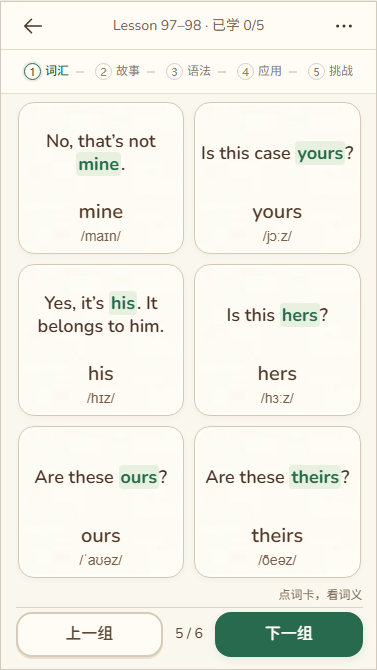 Lesson 97–98 · 已学 0/5
1 词汇 – 2 故事 – 3 语法 – 4 应用 – 5 挑战
No, that's not
mine.
mine
/maɪn/
Is this case yours?
yours
/jɔːz/
Yes, it's his. It
belongs to him.
his
/hɪz/
Is this hers?
hers
/hɜːz/
Are these ours?
ours
/ˈaʊəz/
Are these theirs?
theirs
/ðeəz/
点词卡，看词义
上一组
5 / 6
下一组